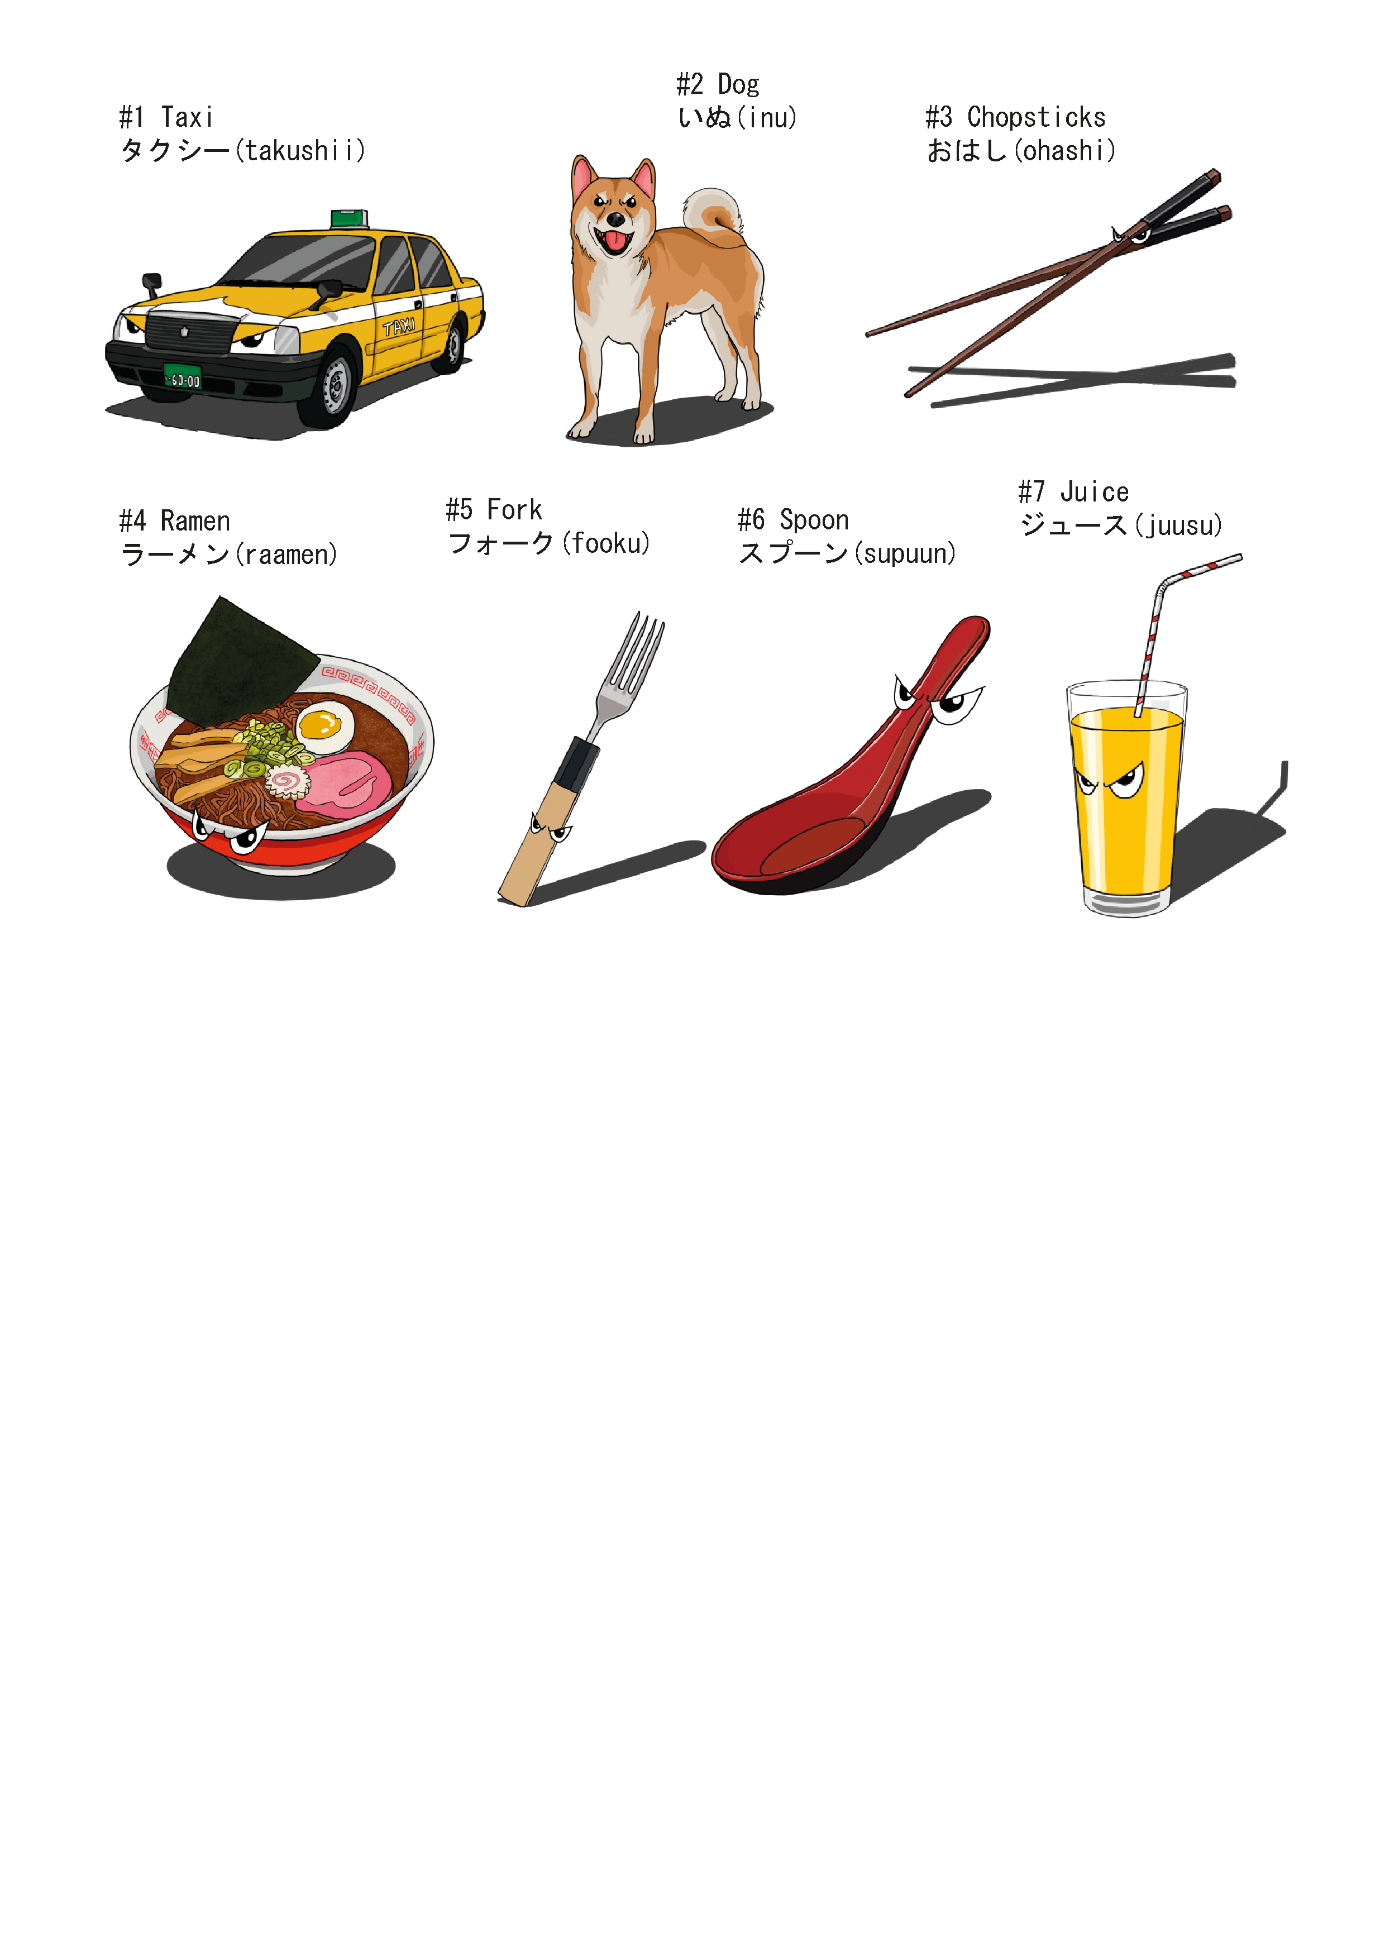 #1 Taxi
タクシー(takushii)
#2 Dog
いぬ(inu)
#3 Chopsticks
おはし(ohashi)
TAXI
60-00
#4 Ramen
ラーメン(raamen)
#5 Fork
フォーク(fooku)
#6 Spoon
スプーン(supuun)
#7 Juice
ジュース(juusu)